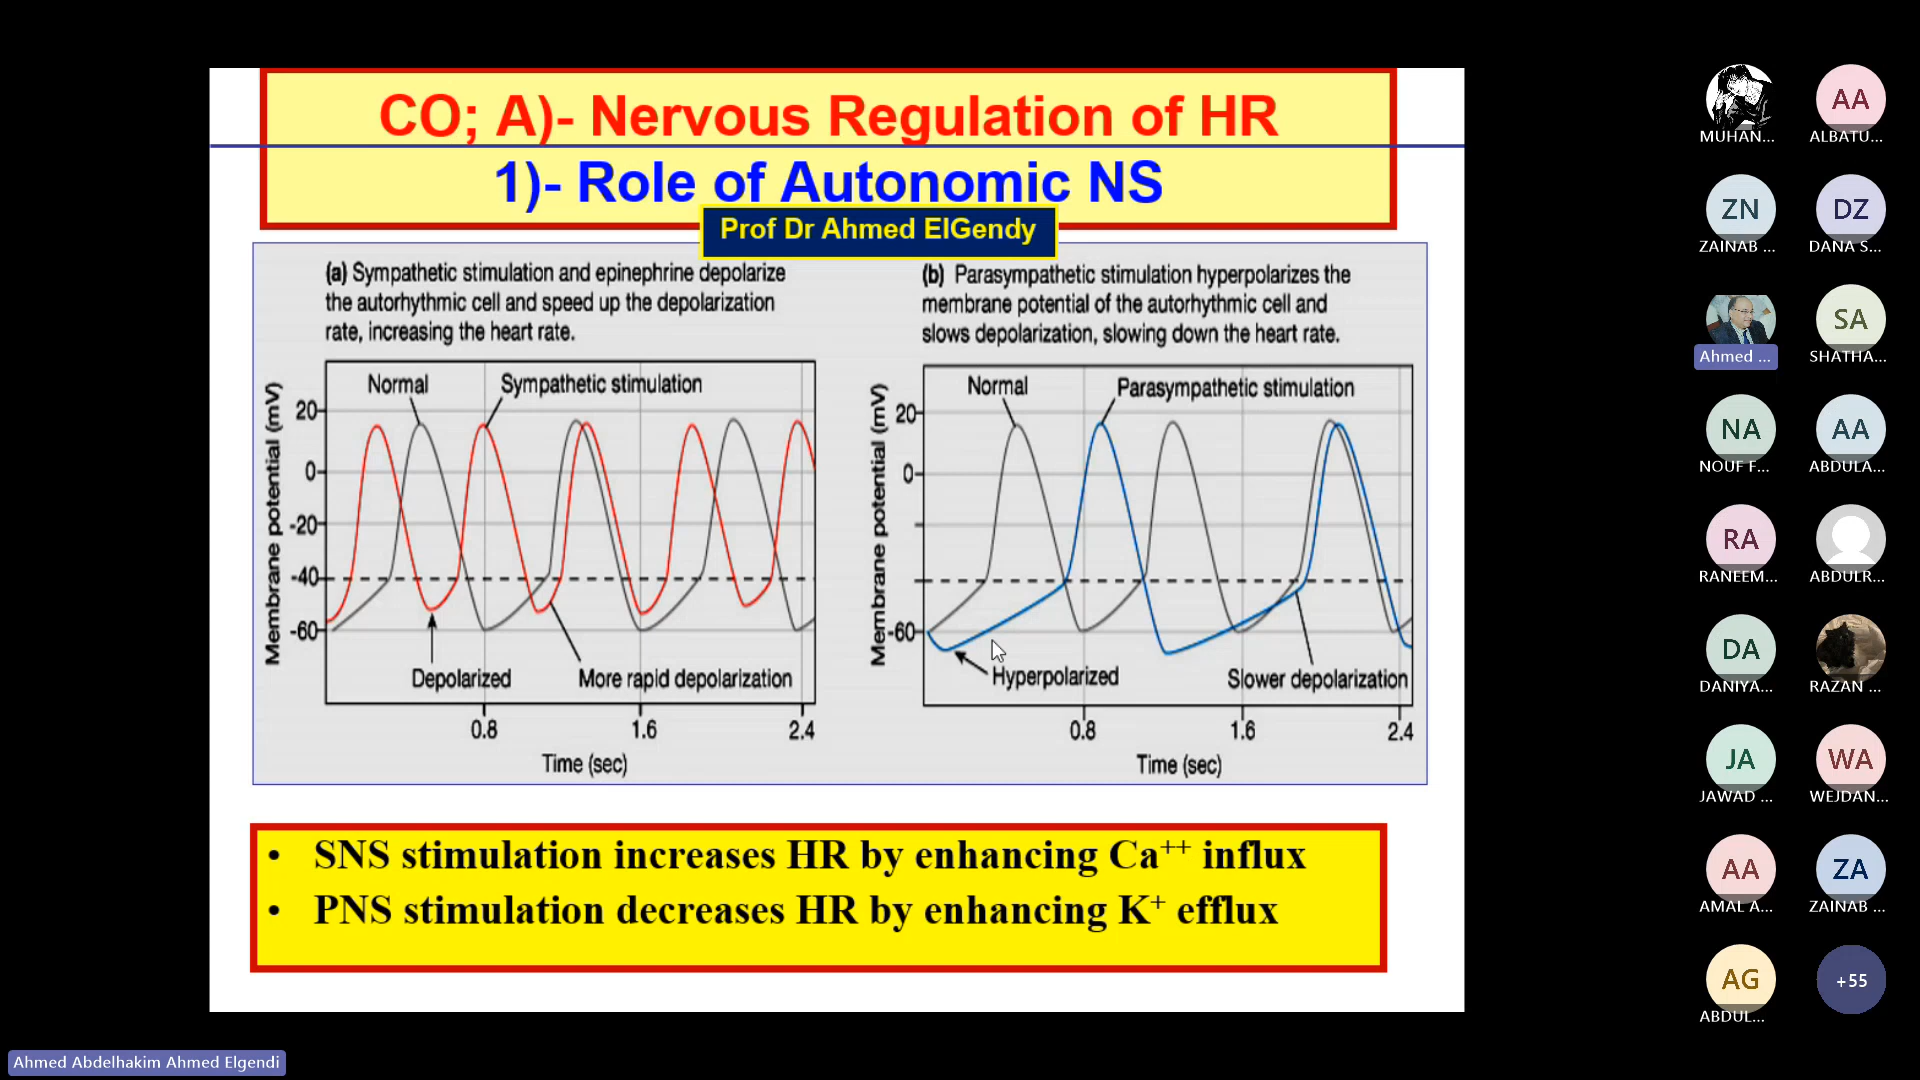 CO; A)- Nervous Regulation of HR
1)- Role of Autonomic NS
Prof Dr Ahmed ElGendy
(a) Sympathetic stimulation and epinephrine depolarize
the autorhythmic cell and speed up the depolarization
rate, increasing the heart rate.
Normal
Sympathetic stimulation
Membrane potential (mV)
20
0
-20
-40
-60
Depolarized
More rapid depolarization
0.8
1.6
2.4
Time (sec)
(b) Parasympathetic stimulation hyperpolarizes the
membrane potential of the autorhythmic cell and
slows depolarization, slowing down the heart rate.
Normal
Parasympathetic stimulation
Membrane potential (mV)
20
0
-60
Hyperpolarized
Slower depolarization
0.8
1.6
2.4
Time (sec)
• SNS stimulation increases HR by enhancing Ca++ influx
• PNS stimulation decreases HR by enhancing K+ efflux
MUHAN...
AA
ALBATU...
ZN
ZAINAB ...
DZ
DANA S...
Ahmed ...
SA
SHATHA...
NA
NOUF F...
AA
ABDULA...
RA
RANEEM...
ABDULR...
DA
DANIYA...
RAZAN ...
JA
JAWAD ...
WA
WEJDAN...
AA
AMAL A...
ZA
ZAINAB ...
AG
ABDUL...
+55
Ahmed Abdelhakim Ahmed Elgendi